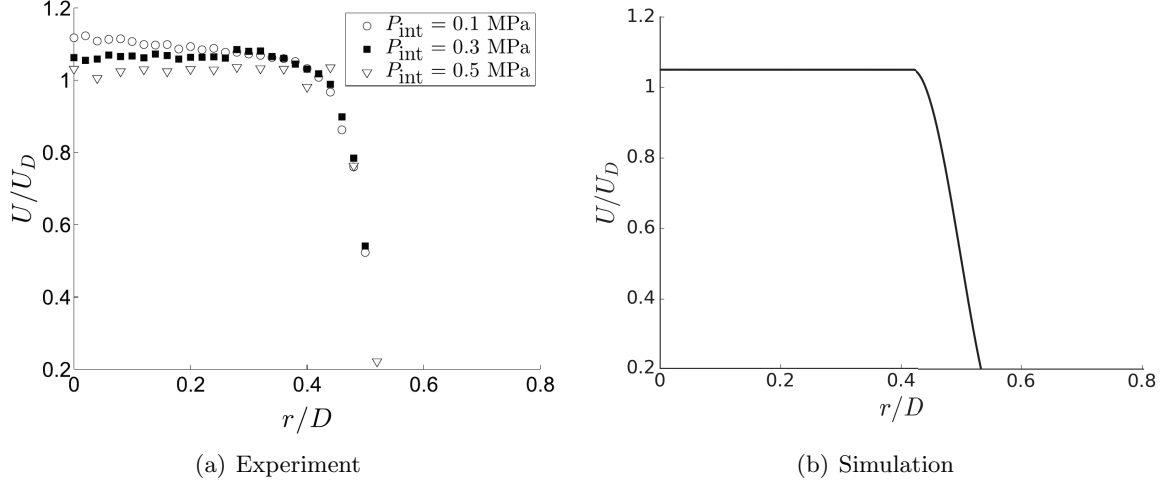 1.2
1
0.8
0.6
0.4
0.2
U/U_D
0 0.2 0.4 0.6 0.8
r/D
P_int = 0.1 MPa
P_int = 0.3 MPa
P_int = 0.5 MPa
(a) Experiment
1.2
1
0.8
0.6
0.4
0.2
U/U_D
0 0.2 0.4 0.6 0.8
r/D
(b) Simulation